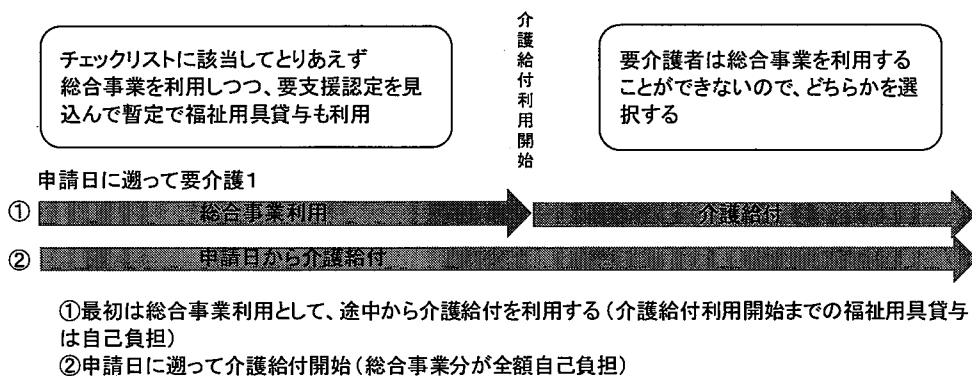 チェックリストに該当してとりあえず
総合事業を利用しつつ、要支援認定を見
込んで暫定で福祉用具貸与も利用
介護給付利用開始
要介護者は総合事業を利用する
ことができないので、どちらかを選
択する
申請日に遡って要介護1
① 総合事業利用 介護給付
② 申請日から介護給付
①最初は総合事業利用として、途中から介護給付を利用する（介護給付利用開始までの福祉用具貸与
は自己負担）
②申請日に遡って介護給付開始（総合事業分が全額自己負担）